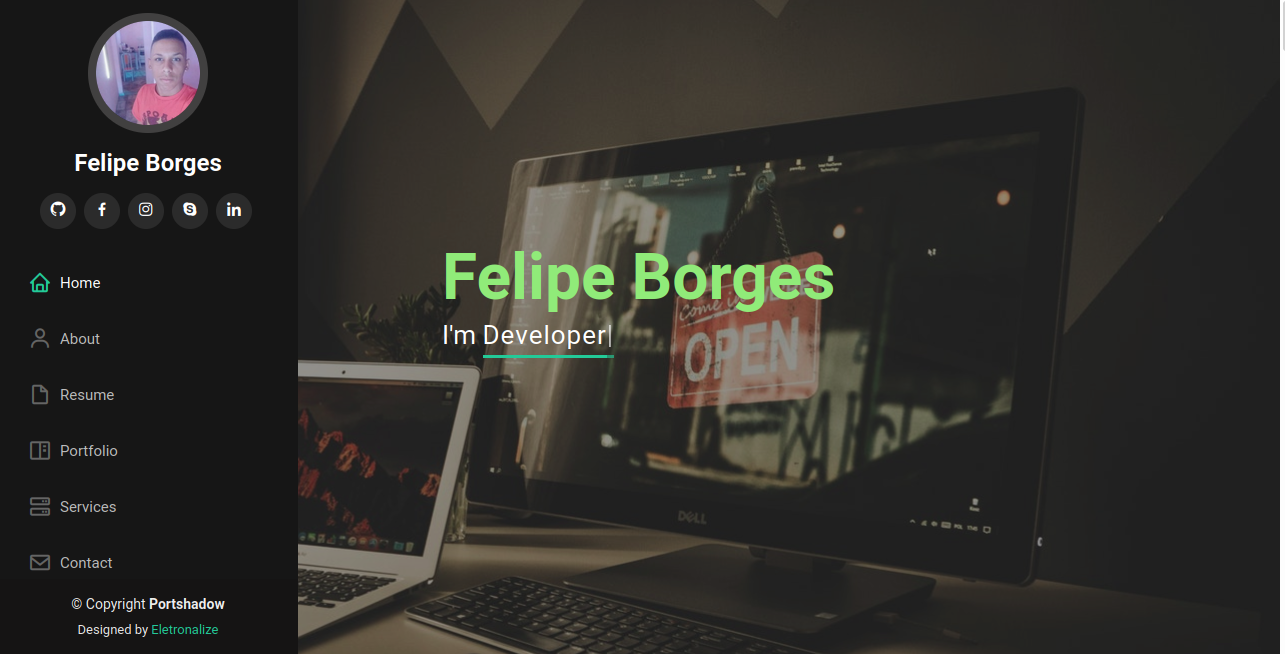 Felipe Borges
Home
About
Resume
Portfolio
Services
Contact
© Copyright Portshadow
Designed by Eletronalize
Felipe Borges
I'm Developer|
Come in
OPEN
DELL